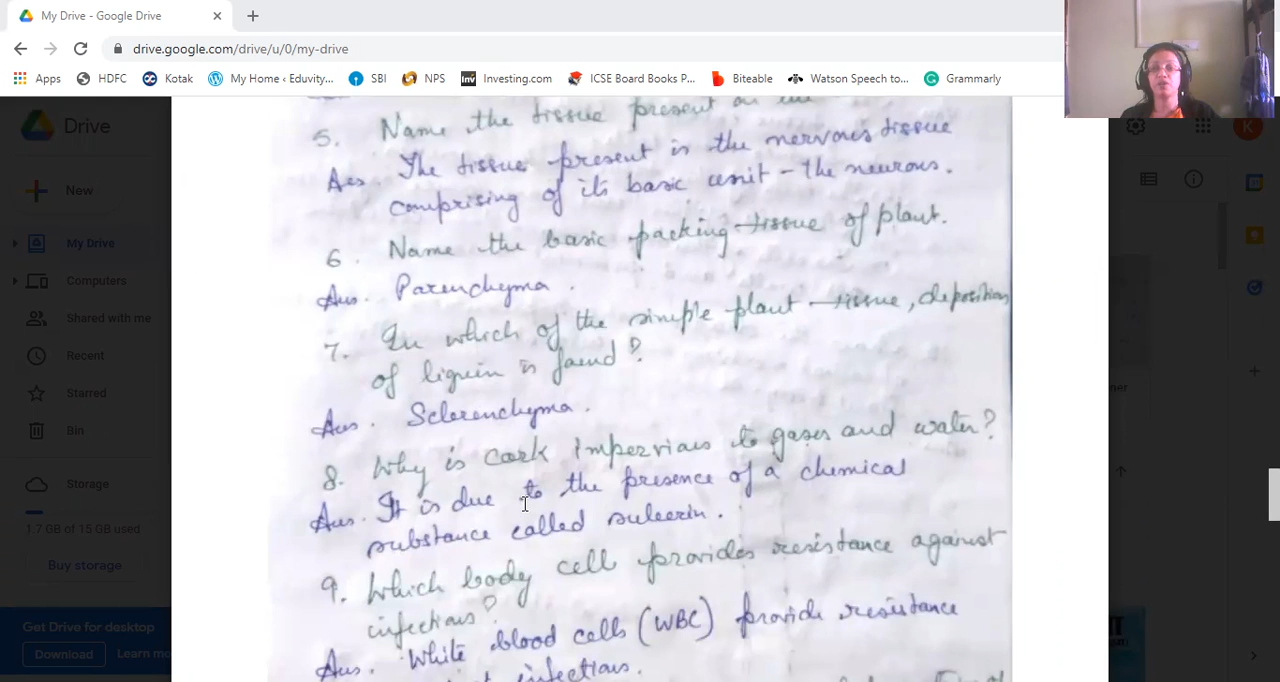 My Drive - Google Drive
drive.google.com/drive/u/0/my-drive
Apps HDFC Kotak My Home ‹ Eduvity... SBI NPS Investing.com ICSE Board Books P... Biteable Watson Speech to... Grammarly
Drive
New
My Drive
Computers
Shared with me
Recent
Starred
Bin
Storage
1.7 GB of 15 GB used
Buy storage
Get Drive for desktop
Download Learn mo
K
5. Name the tissue present
Ans. The tissue present is the nervous tissue
comprising of its basic unit - the neurons.
6. Name the basic packing tissue of plant.
Ans. Parenchyma.
7. In which of the simple plant tissue, deposition
of lignin is found?
Ans. Sclerenchyma.
8. Why is cork impervious to gases and water?
Ans. It is due to the presence of a chemical
substance called suberin.
9. Which body cell provides resistance against
infections?
Ans. White blood cells (WBC) provide resistance
infections.